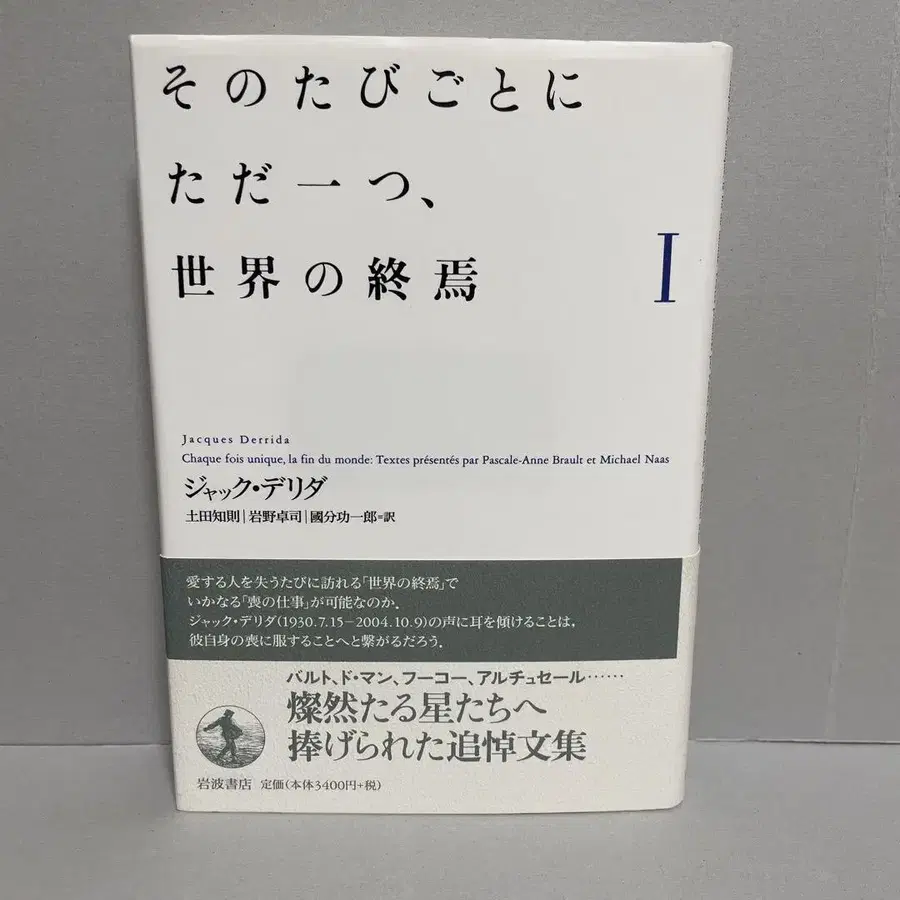 そのたびごとに
ただ一つ、
世界の終焉
I
Jacques Derrida
Chaque fois unique, la fin du monde: Textes présentés par Pascale-Anne Brault et Michael Naas
ジャック・デリダ
土田知則|岩野卓司|國分功一郎=訳
愛する人を失うたびに訪れる「世界の終焉」で
いかなる「喪の仕事」が可能なのか.
ジャック・デリダ(1930.7.15−2004.10.9)の声に耳を傾けることは,
彼自身の喪に服することへと繋がるだろう.
バルト、ド・マン、フーコー、アルチュセール……
燦然たる星たちへ
捧げられた追悼文集
岩波書店 定価(本体3400円+税)